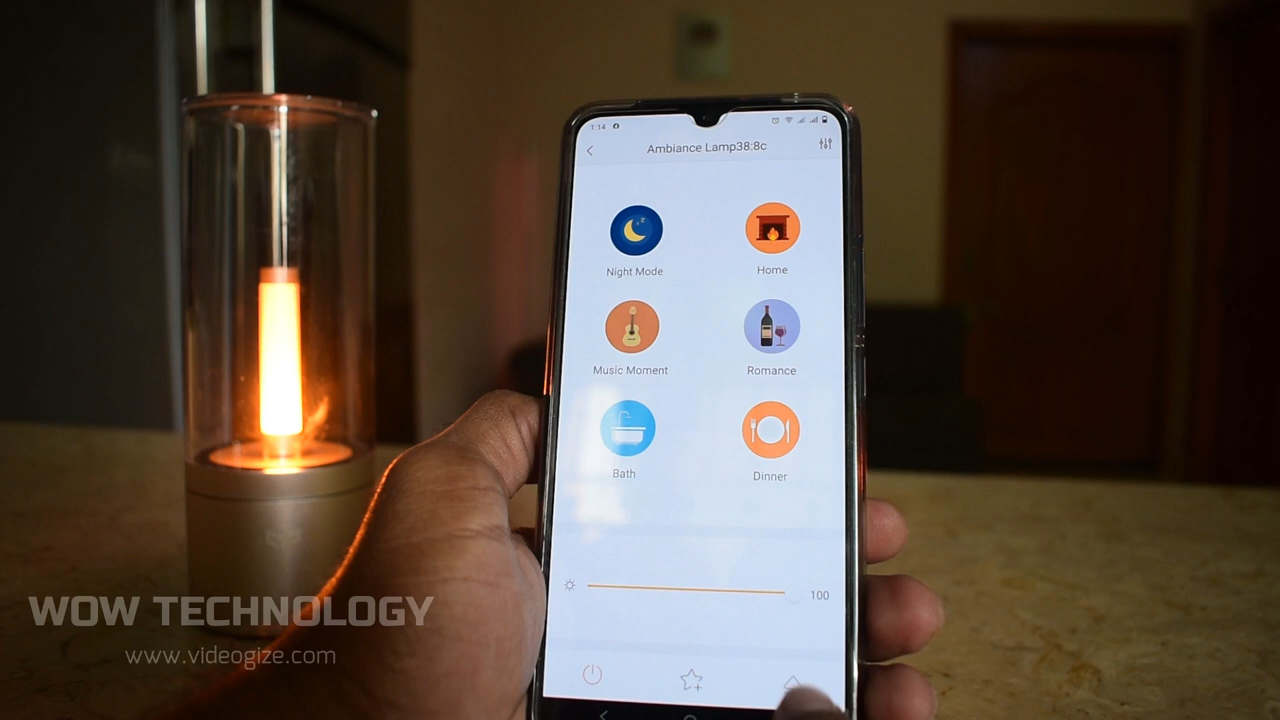 1:14
Ambiance Lamp38:8c
Night Mode
Home
Music Moment
Romance
Bath
Dinner
100
WOW TECHNOLOGY
www.videogize.com